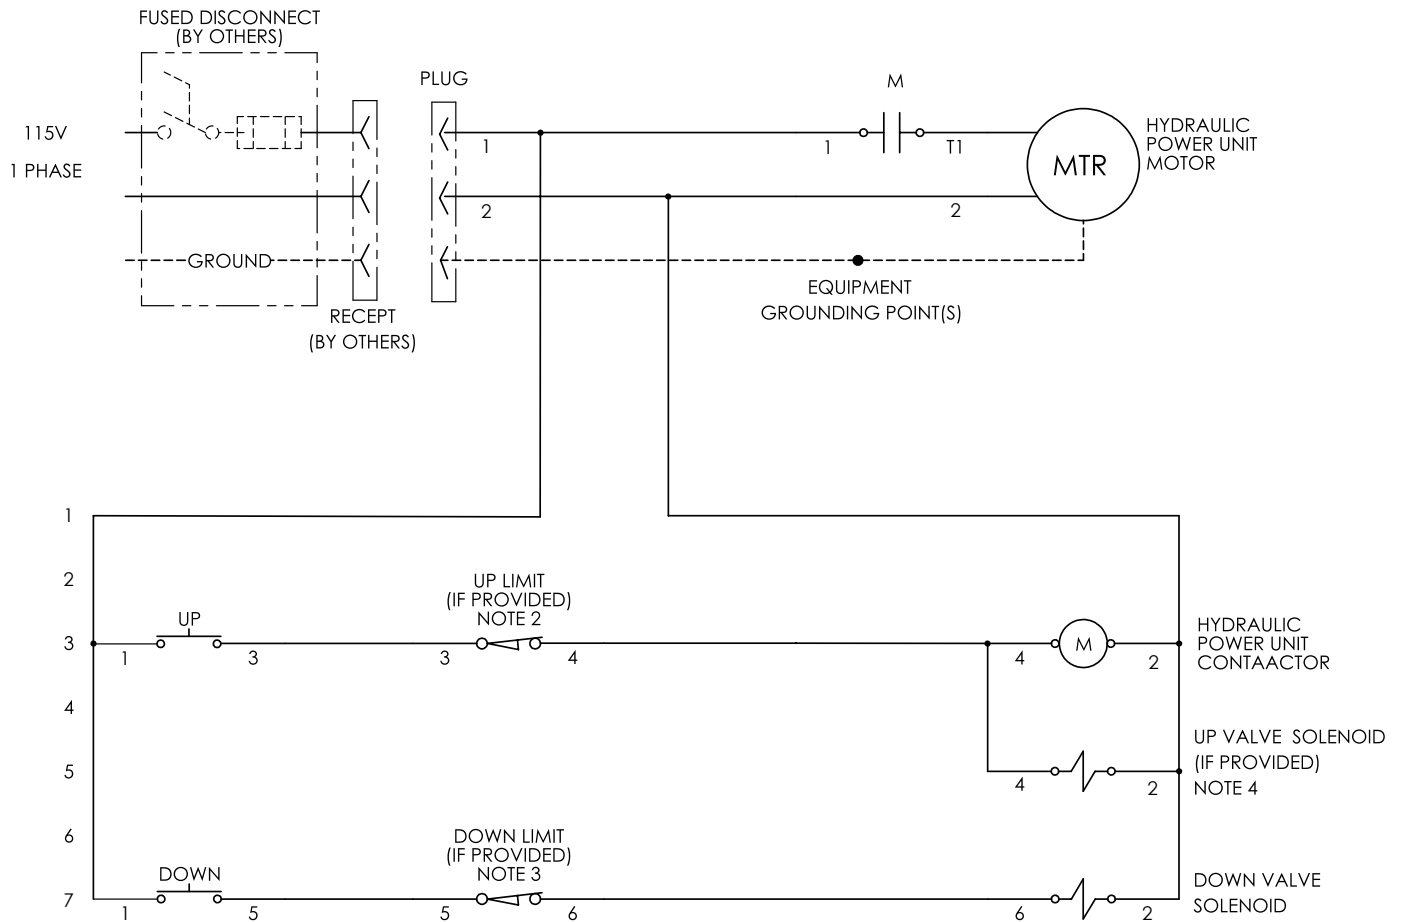 FUSED DISCONNECT
(BY OTHERS)
PLUG
M
115V
1 PHASE
1
1
T1
HYDRAULIC
POWER UNIT
MOTOR
MTR
2
2
GROUND
EQUIPMENT
GROUNDING POINT(S)
RECEPT
(BY OTHERS)
1
2
UP LIMIT
(IF PROVIDED)
NOTE 2
UP
3
1
3
3
4
4
M
2
HYDRAULIC
POWER UNIT
CONTAACTOR
4
5
4
2
UP VALVE SOLENOID
(IF PROVIDED)
NOTE 4
6
DOWN LIMIT
(IF PROVIDED)
NOTE 3
DOWN
7
1
5
5
6
6
2
DOWN VALVE
SOLENOID